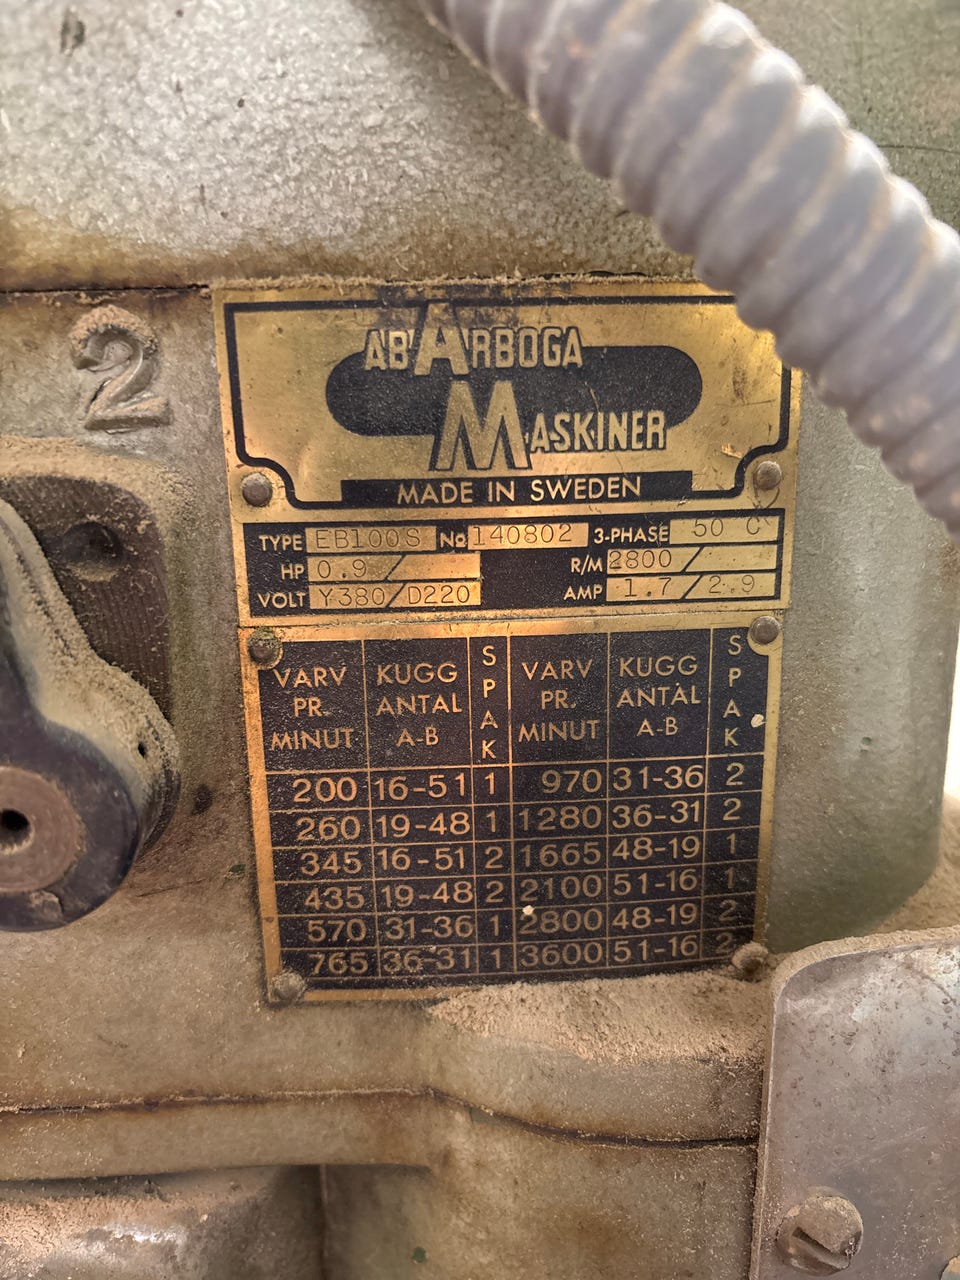 2
AB ARBOGA
MASKINER
MADE IN SWEDEN
TYPE EB100S No 140802 3-PHASE 50 C
HP 0.9 / R/M 2800 /
VOLT Y380/D220 AMP 1.7/2.9
VARV PR. MINUT KUGG ANTAL A-B SPAK VARV PR. MINUT KUGG ANTAL A-B SPAK
200 16-51 1 970 31-36 2
260 19-48 1 1280 36-31 2
345 16-51 2 1665 48-19 1
435 19-48 2 2100 51-16 1
570 31-36 1 2800 48-19 2
765 36-31 1 3600 51-16 2